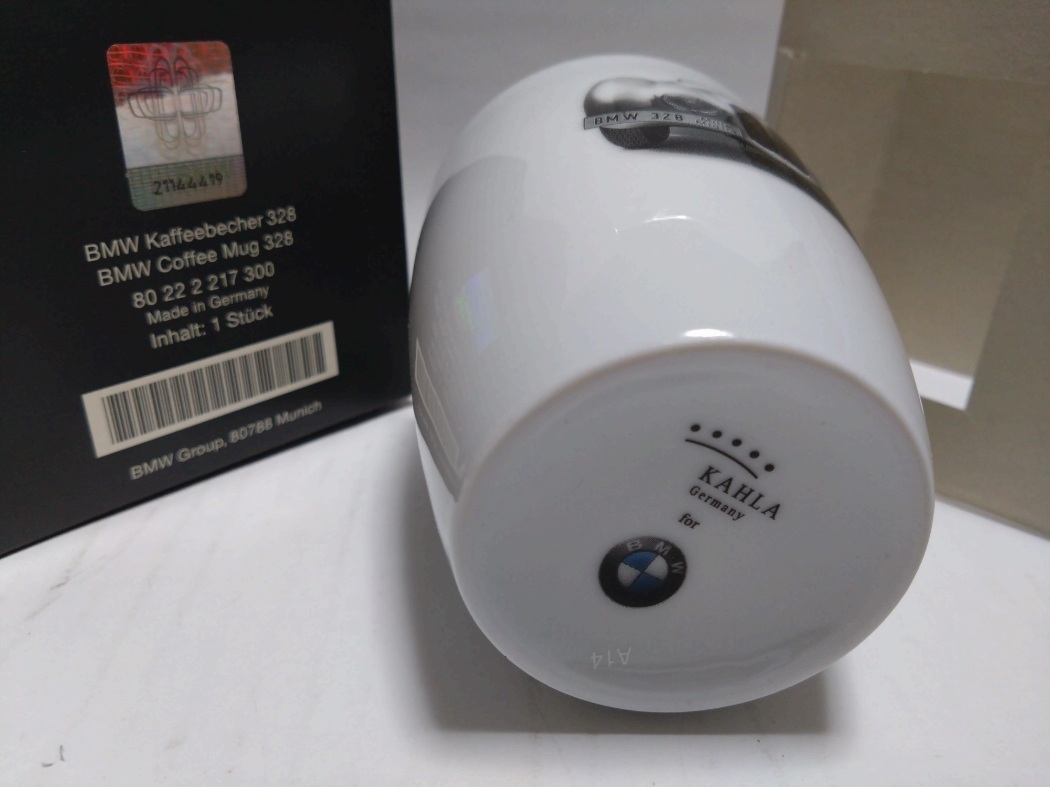 21144419
BMW Kaffeebecher 328
BMW Coffee Mug 328
80 22 2 217 300
Made in Germany
Inhalt: 1 Stück
BMW Group, 80788 Munich
BMW 328
KAHLA
Germany
for
BMW
A14